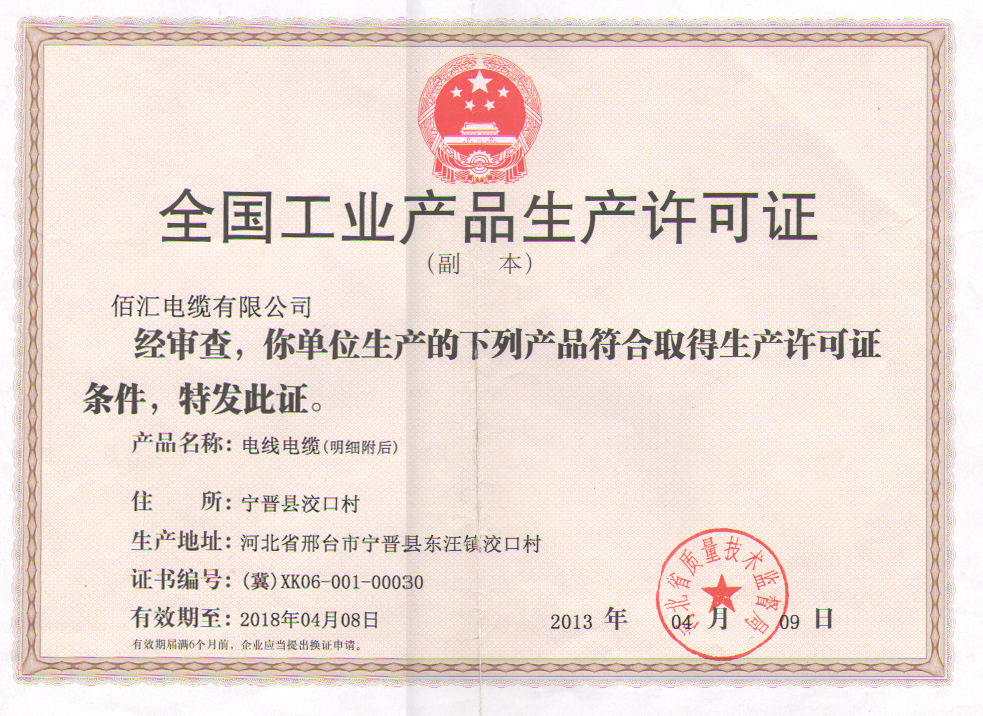 全国工业产品生产许可证
（副 本）
佰汇电缆有限公司
经审查，你单位生产的下列产品符合取得生产许可证
条件，特发此证。
产品名称：电线电缆(明细附后)
住 所：宁晋县洨口村
生产地址：河北省邢台市宁晋县东汪镇洨口村
证书编号：(冀)XK06-001-00030
有效期至：2018年04月08日
2013 年 04 月 09 日
有效期届满6个月前，企业应当提出换证申请。
河北省质量技术监督局